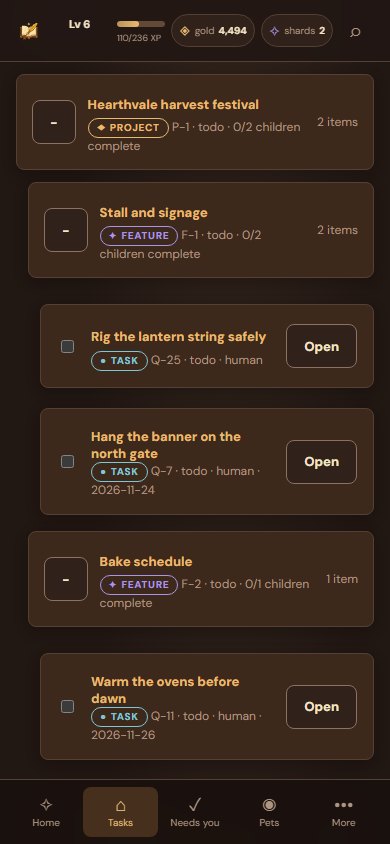 Lv 6
110/236 XP
gold 4,494
shards 2
Hearthvale harvest festival
PROJECT P-1 · todo · 0/2 children
complete
2 items
Stall and signage
FEATURE F-1 · todo · 0/2
children complete
2 items
Rig the lantern string safely
TASK Q-25 · todo · human
Open
Hang the banner on the
north gate
TASK Q-7 · todo · human ·
2026-11-24
Open
Bake schedule
FEATURE F-2 · todo · 0/1 children
complete
1 item
Warm the ovens before
dawn
TASK Q-11 · todo · human ·
2026-11-26
Open
Home
Tasks
Needs you
Pets
More